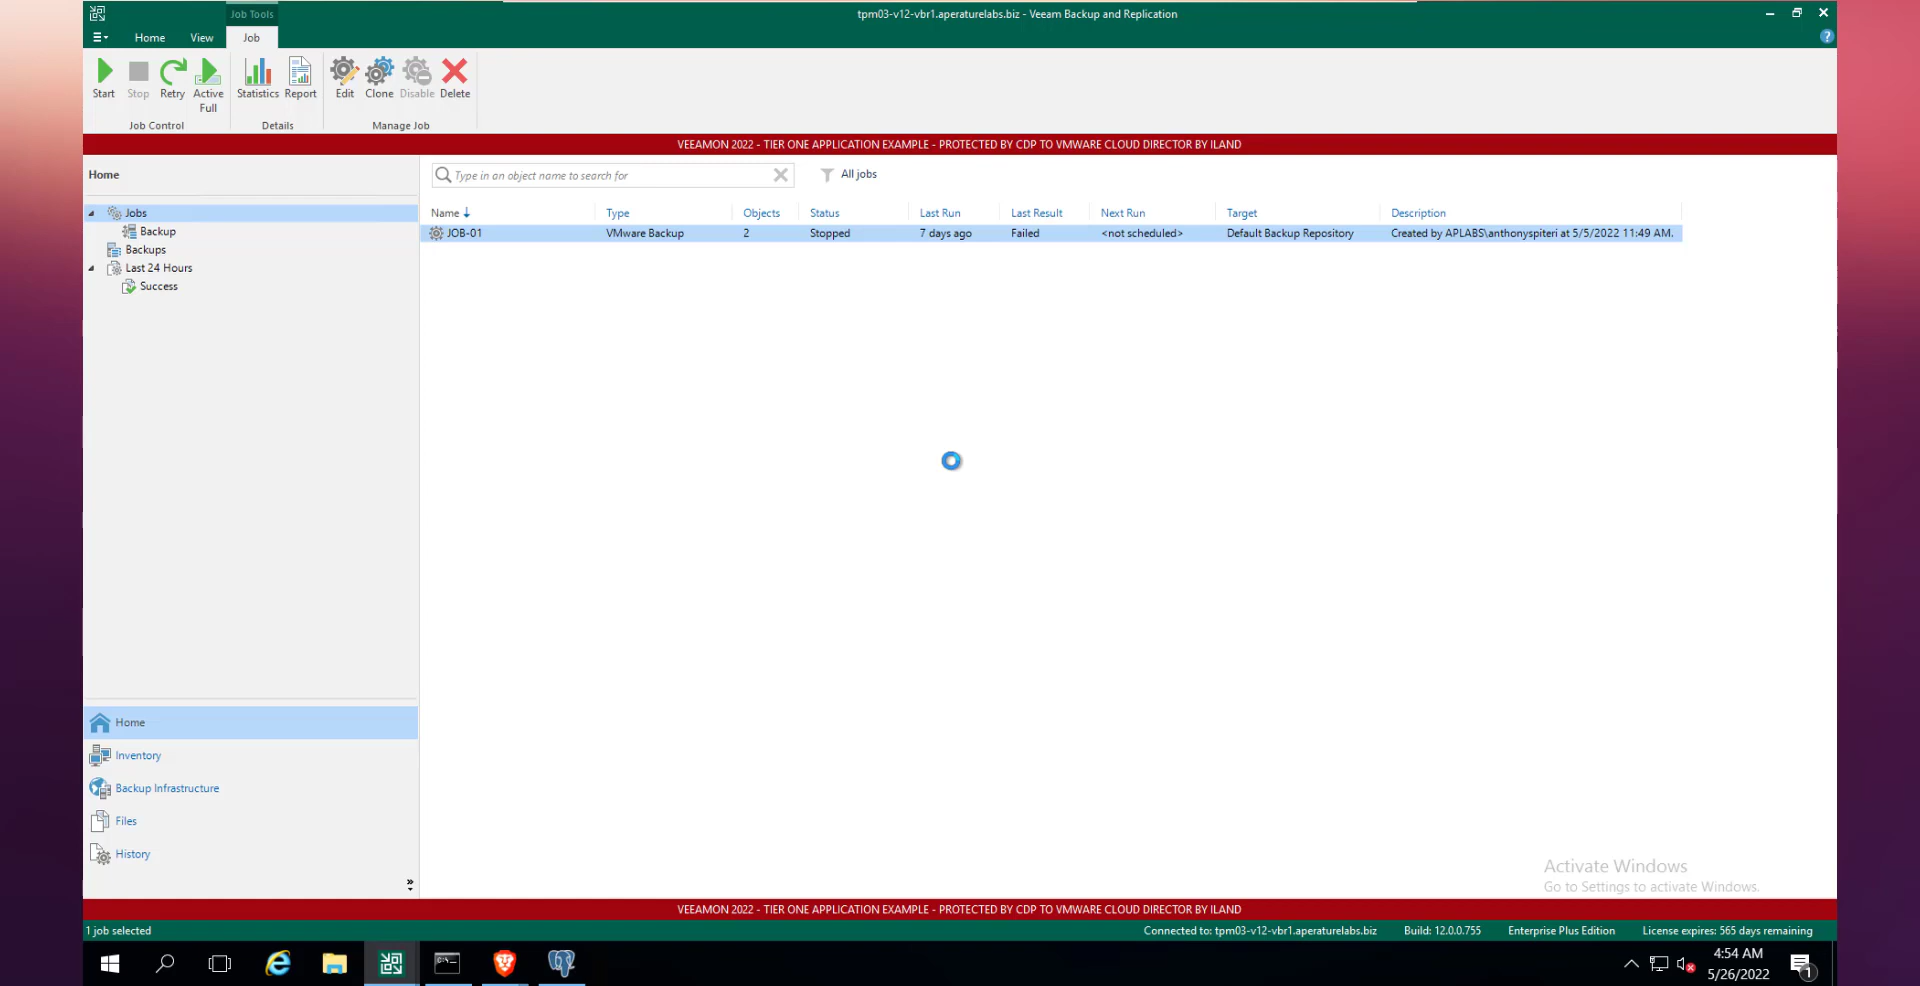 Job Tools
tpm03-v12-vbr1.aperaturelabs.biz - Veeam Backup and Replication
Home View Job
Start Stop Retry Active Full Statistics Report Edit Clone Disable Delete
Job Control Details Manage Job
VEEAMON 2022 - TIER ONE APPLICATION EXAMPLE - PROTECTED BY CDP TO VMWARE CLOUD DIRECTOR BY ILAND
Home
Type in an object name to search for
All jobs
Jobs
Backup
Backups
Last 24 Hours
Success
Name Type Objects Status Last Run Last Result Next Run Target Description
JOB-01 VMware Backup 2 Stopped 7 days ago Failed <not scheduled> Default Backup Repository Created by APLABS\anthonyspiteri at 5/5/2022 11:49 AM.
Home
Inventory
Backup Infrastructure
Files
History
Activate Windows
Go to Settings to activate Windows.
VEEAMON 2022 - TIER ONE APPLICATION EXAMPLE - PROTECTED BY CDP TO VMWARE CLOUD DIRECTOR BY ILAND
1 job selected
Connected to: tpm03-v12-vbr1.aperaturelabs.biz Build: 12.0.0.755 Enterprise Plus Edition License expires: 565 days remaining
4:54 AM
5/26/2022
1